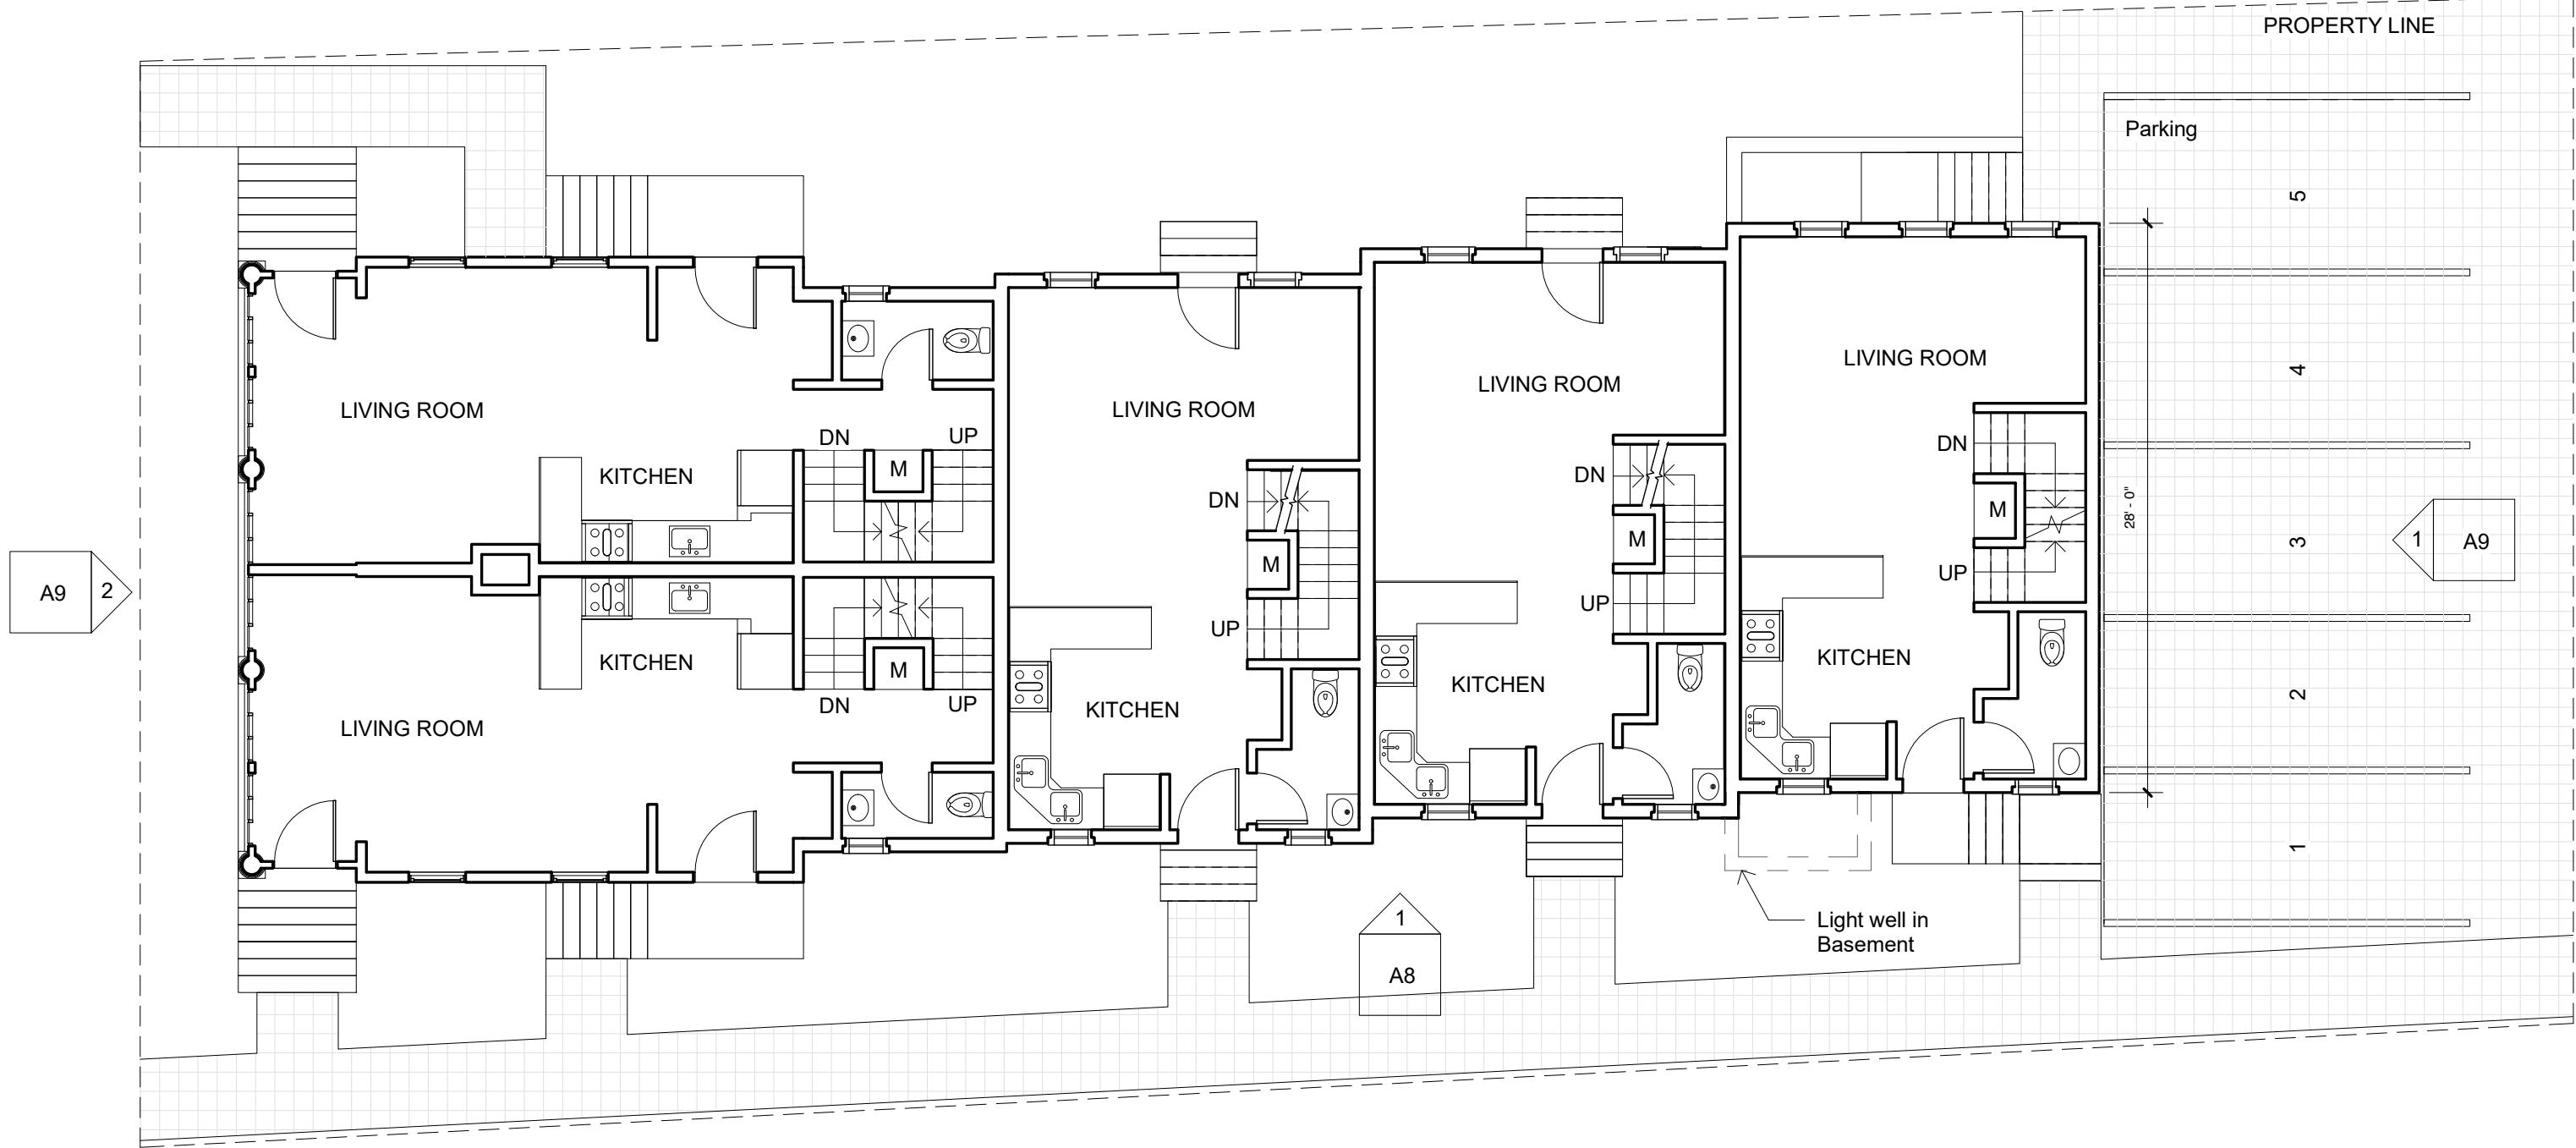 PROPERTY LINE
Parking
5
4
3
2
1
28' - 0"
A9
2
1
A9
1
A8
LIVING ROOM
KITCHEN
DN
UP
M
LIVING ROOM
KITCHEN
DN
UP
M
LIVING ROOM
KITCHEN
DN
UP
M
LIVING ROOM
KITCHEN
DN
UP
M
LIVING ROOM
KITCHEN
DN
UP
M
Light well in
Basement